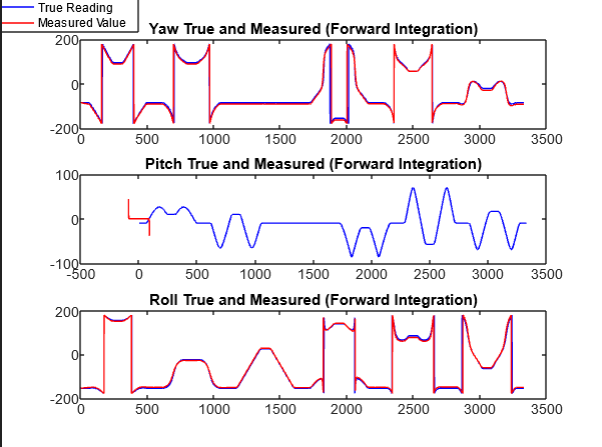 True Reading
Measured Value
Yaw True and Measured (Forward Integration)
200
0
-200
0 500 1000 1500 2000 2500 3000 3500
Pitch True and Measured (Forward Integration)
100
0
-100
-500 0 500 1000 1500 2000 2500 3000 3500
Roll True and Measured (Forward Integration)
200
0
-200
0 500 1000 1500 2000 2500 3000 3500